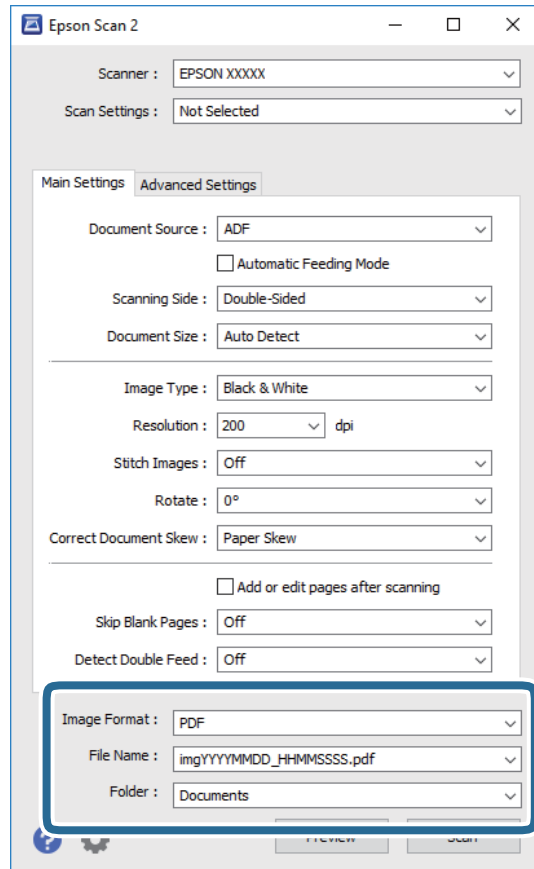 Epson Scan 2
Scanner : EPSON XXXXX
Scan Settings : Not Selected
Main Settings Advanced Settings
Document Source : ADF
Automatic Feeding Mode
Scanning Side : Double-Sided
Document Size : Auto Detect
Image Type : Black & White
Resolution : 200 dpi
Stitch Images : Off
Rotate : 0°
Correct Document Skew : Paper Skew
Add or edit pages after scanning
Skip Blank Pages : Off
Detect Double Feed : Off
Image Format : PDF
File Name : imgYYYYMMDD_HHMMSSSS.pdf
Folder : Documents
? Preview Scan